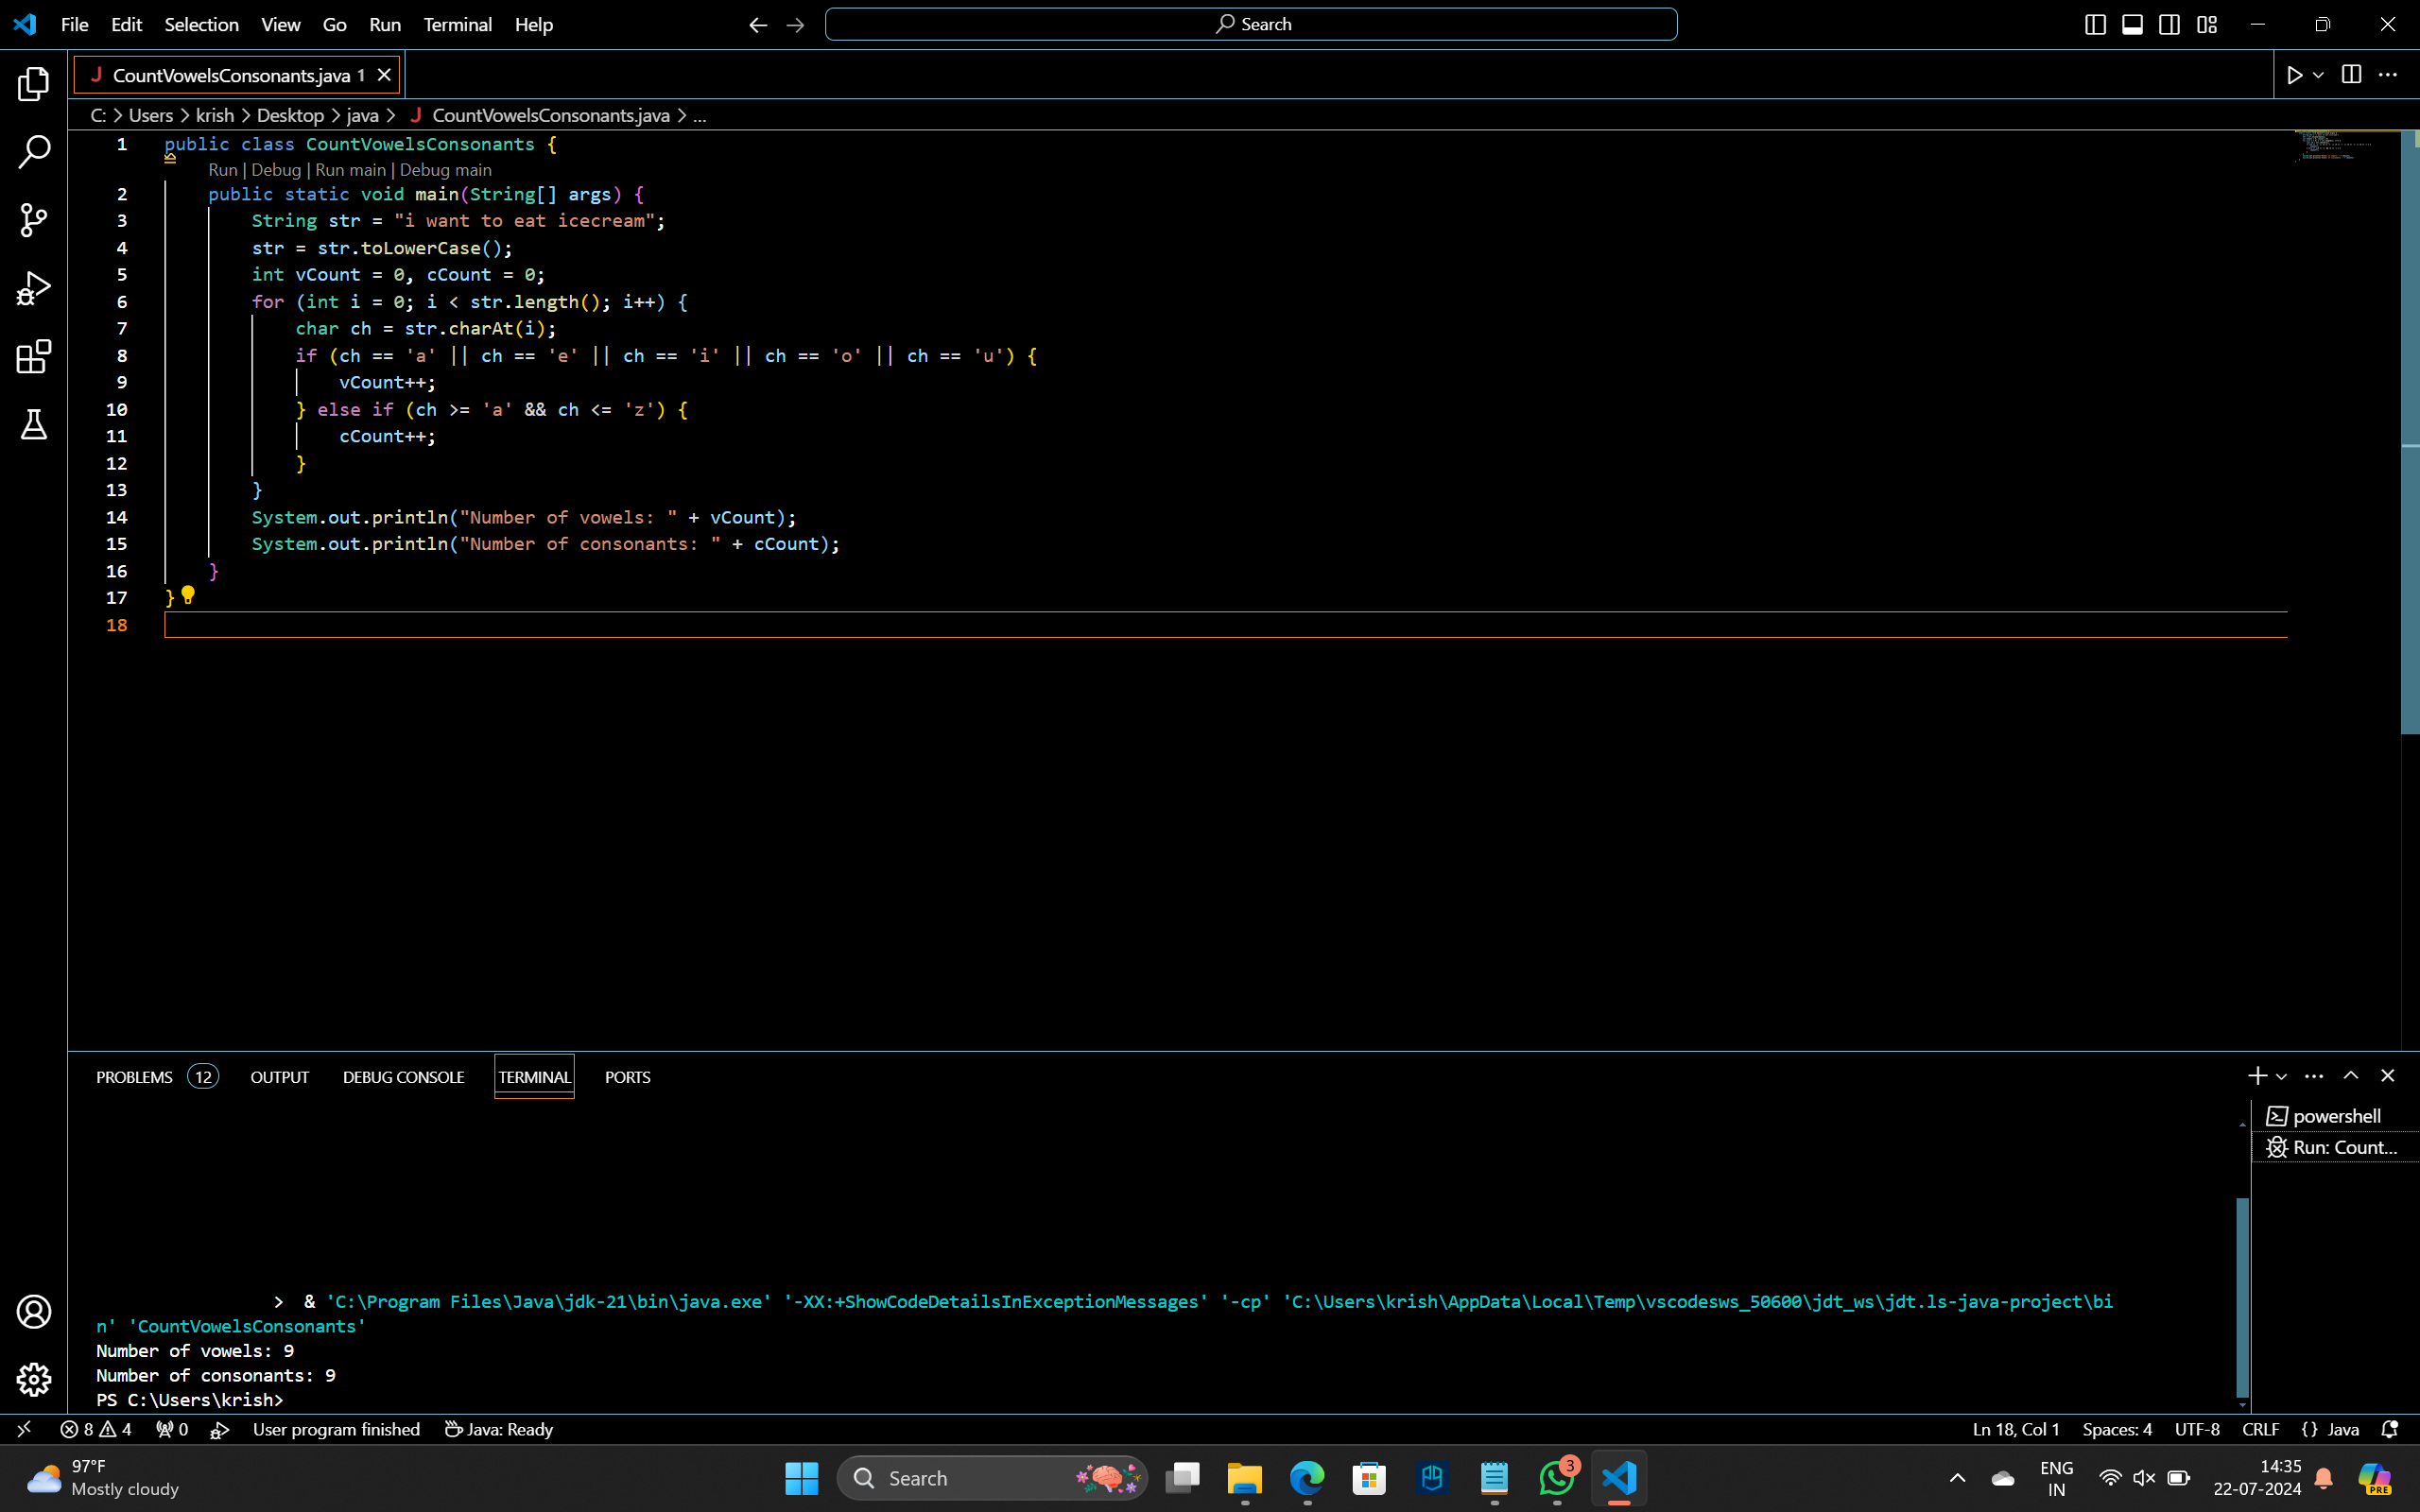 File Edit Selection View Go Run Terminal Help
Search
CountVowelsConsonants.java 1
C: > Users > krish > Desktop > java > J CountVowelsConsonants.java > ...
1 public class CountVowelsConsonants {
Run | Debug | Run main | Debug main
2 public static void main(String[] args) {
3 String str = "i want to eat icecream";
4 str = str.toLowerCase();
5 int vCount = 0, cCount = 0;
6 for (int i = 0; i < str.length(); i++) {
7 char ch = str.charAt(i);
8 if (ch == 'a' || ch == 'e' || ch == 'i' || ch == 'o' || ch == 'u') {
9 vCount++;
10 } else if (ch >= 'a' && ch <= 'z') {
11 cCount++;
12 }
13 }
14 System.out.println("Number of vowels: " + vCount);
15 System.out.println("Number of consonants: " + cCount);
16 }
17 }
18
PROBLEMS 12 OUTPUT DEBUG CONSOLE TERMINAL PORTS
powershell
Run: Count...
> & 'C:\Program Files\Java\jdk-21\bin\java.exe' '-XX:+ShowCodeDetailsInExceptionMessages' '-cp' 'C:\Users\krish\AppData\Local\Temp\vscodesws_50600\jdt_ws\jdt.ls-java-project\bi
n' 'CountVowelsConsonants'
Number of vowels: 9
Number of consonants: 9
PS C:\Users\krish>
8 4 0 User program finished Java: Ready Ln 18, Col 1 Spaces: 4 UTF-8 CRLF {} Java
97°F
Mostly cloudy
Search
3
ENG
IN
14:35
22-07-2024
PRE